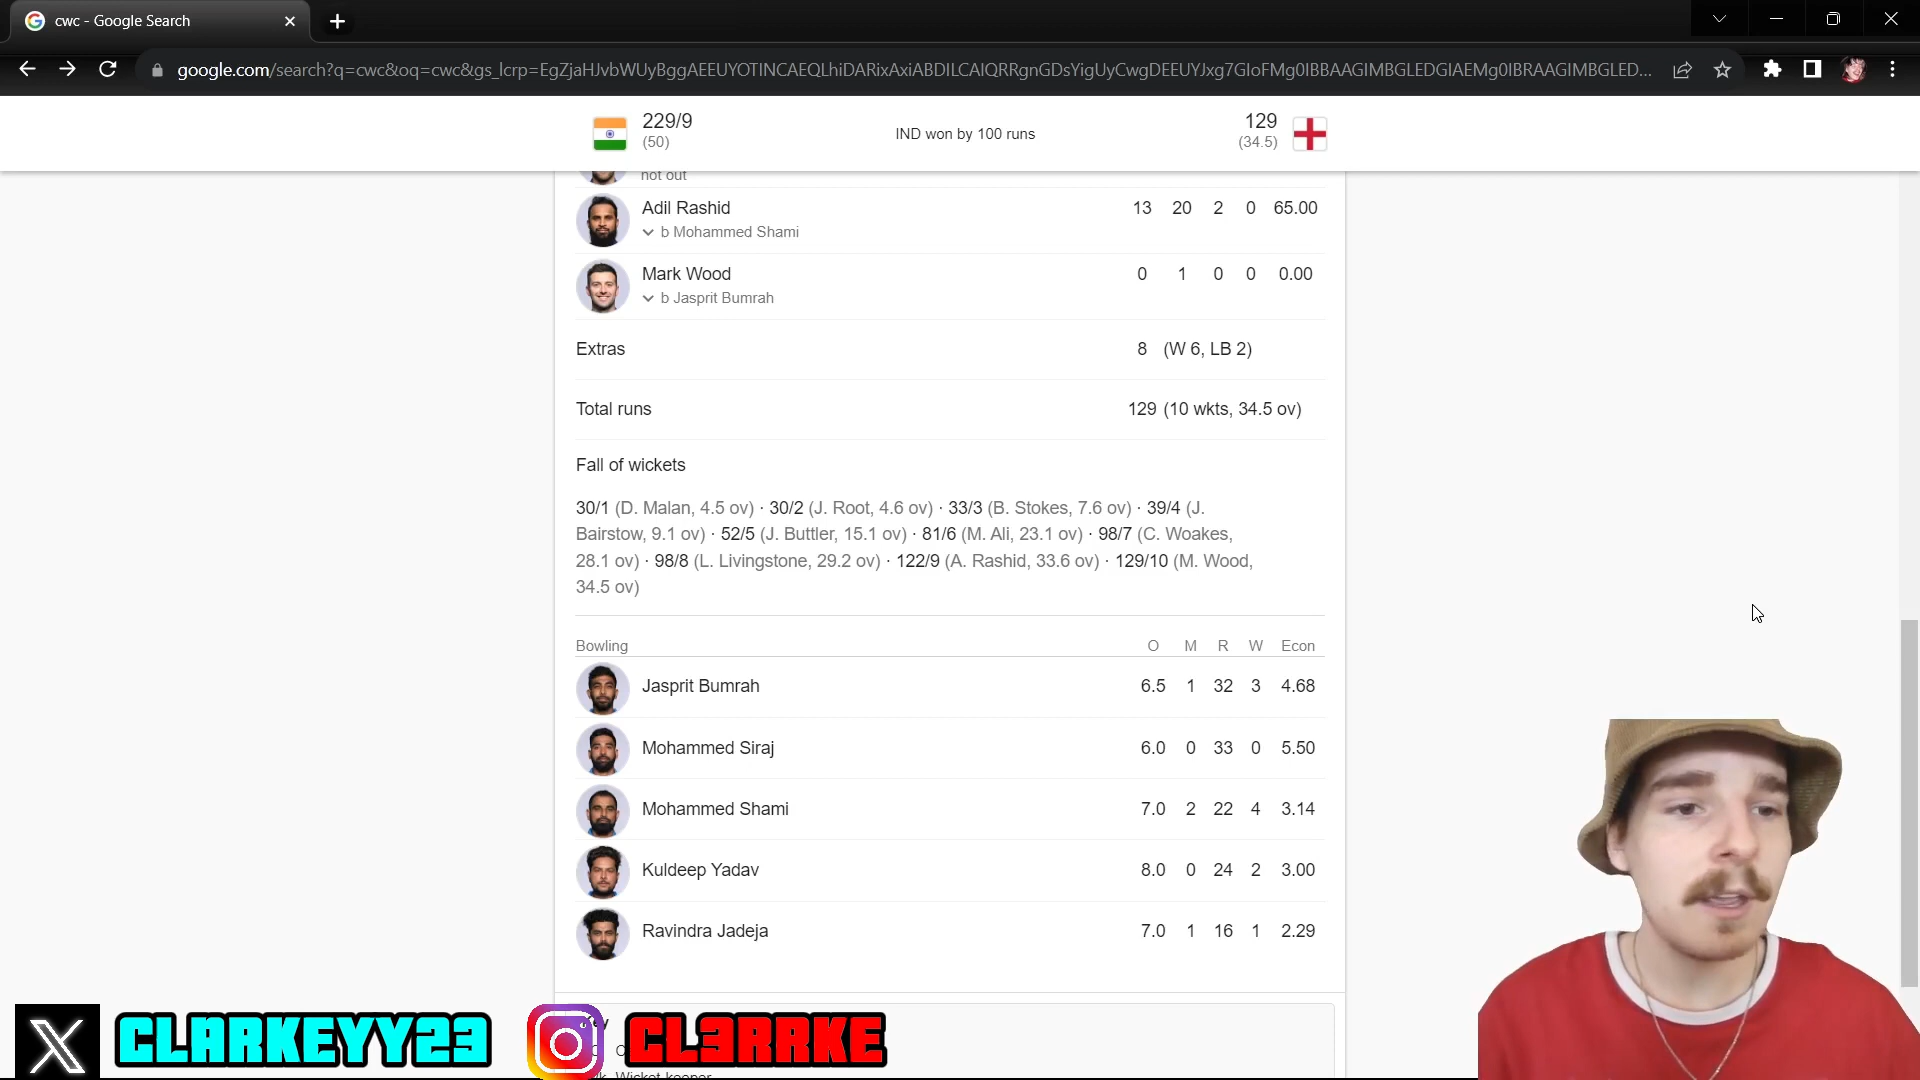 cwc - Google Search
google.com/search?q=cwc&oq=cwc&gs_lcrp=EgZjaHJvbWUyBggAEEUYOTINCAEQLhiDARixAxiABDILCAIQRRgnGDsYigUyCwgDEEUYJxg7GIoFMg0IBBAAGIMBGLEDGIAEMg0IBRAAGIMBGLED...
229/9
(50)
IND won by 100 runs
129
(34.5)
not out
Adil Rashid 13 20 2 0 65.00
b Mohammed Shami
Mark Wood 0 1 0 0 0.00
b Jasprit Bumrah
Extras 8 (W 6, LB 2)
Total runs 129 (10 wkts, 34.5 ov)
Fall of wickets
30/1 (D. Malan, 4.5 ov) · 30/2 (J. Root, 4.6 ov) · 33/3 (B. Stokes, 7.6 ov) · 39/4 (J.
Bairstow, 9.1 ov) · 52/5 (J. Buttler, 15.1 ov) · 81/6 (M. Ali, 23.1 ov) · 98/7 (C. Woakes,
28.1 ov) · 98/8 (L. Livingstone, 29.2 ov) · 122/9 (A. Rashid, 33.6 ov) · 129/10 (M. Wood,
34.5 ov)
Bowling O M R W Econ
Jasprit Bumrah 6.5 1 32 3 4.68
Mohammed Siraj 6.0 0 33 0 5.50
Mohammed Shami 7.0 2 22 4 3.14
Kuldeep Yadav 8.0 0 24 2 3.00
Ravindra Jadeja 7.0 1 16 1 2.29
CLARKEYY23 CL3RRKE
Wicket keeper